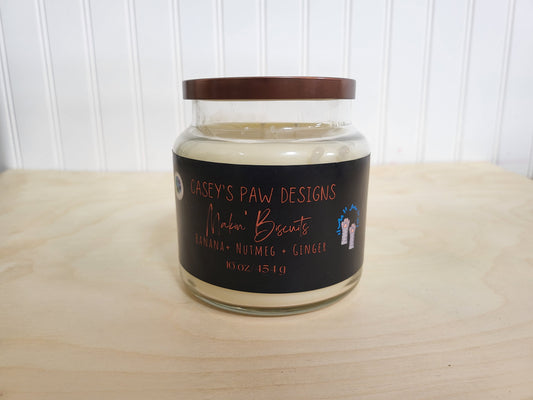 CASEY'S PAW DESIGNS
Makin' Biscuits
BANANA + NUTMEG + GINGER
10 oz/454 g